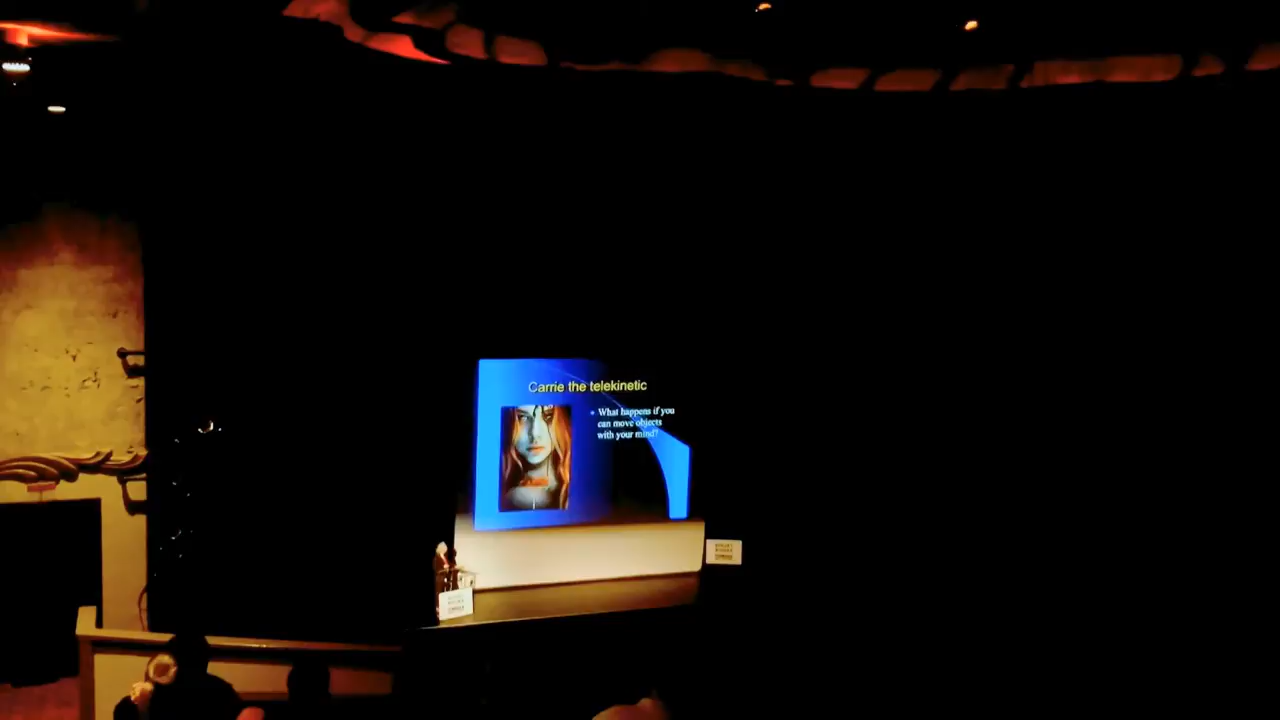 Carrie the telekinetic
What happens if you
can move objects
with your mind?